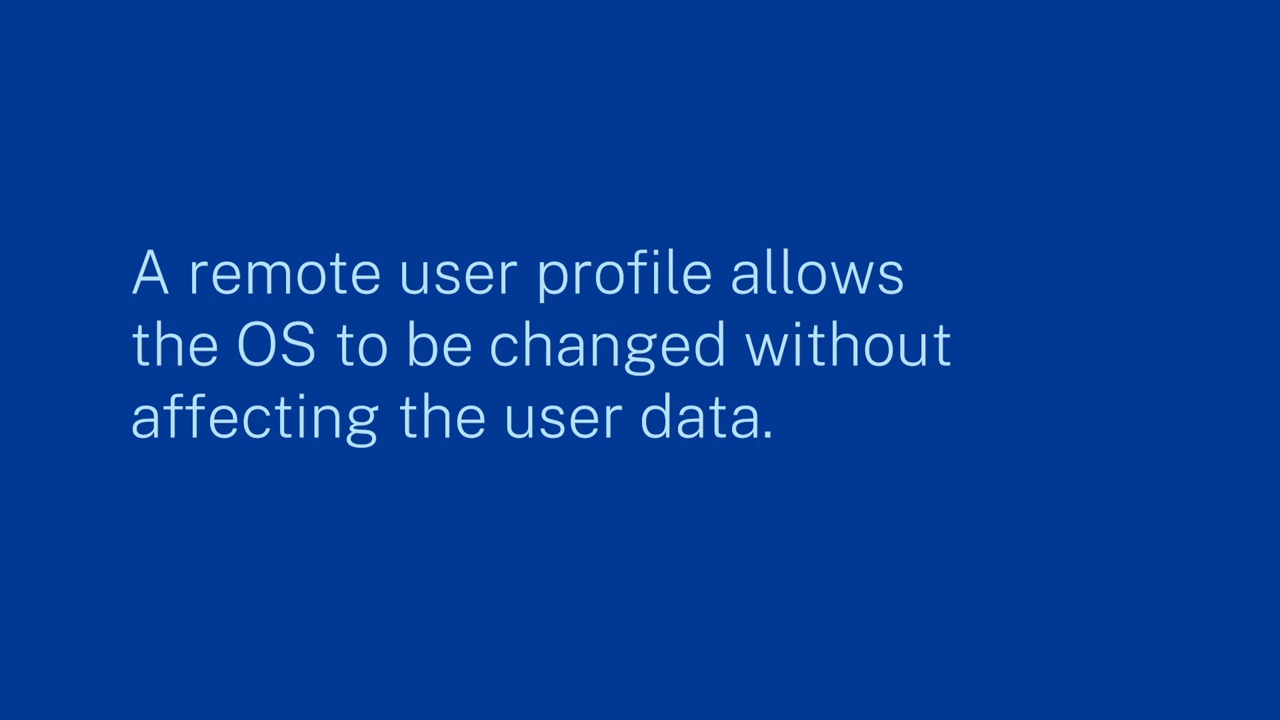 A remote user profile allows
the OS to be changed without
affecting the user data.